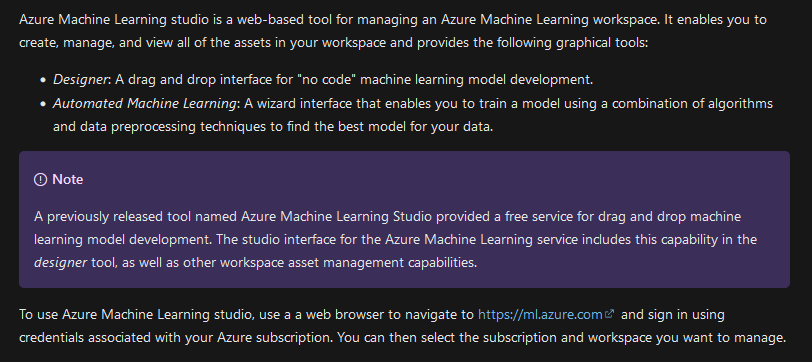 Azure Machine Learning studio is a web-based tool for managing an Azure Machine Learning workspace. It enables you to
create, manage, and view all of the assets in your workspace and provides the following graphical tools:
• Designer: A drag and drop interface for "no code" machine learning model development.
• Automated Machine Learning: A wizard interface that enables you to train a model using a combination of algorithms
and data preprocessing techniques to find the best model for your data.
Note
A previously released tool named Azure Machine Learning Studio provided a free service for drag and drop machine
learning model development. The studio interface for the Azure Machine Learning service includes this capability in the
designer tool, as well as other workspace asset management capabilities.
To use Azure Machine Learning studio, use a a web browser to navigate to https://ml.azure.com and sign in using
credentials associated with your Azure subscription. You can then select the subscription and workspace you want to manage.